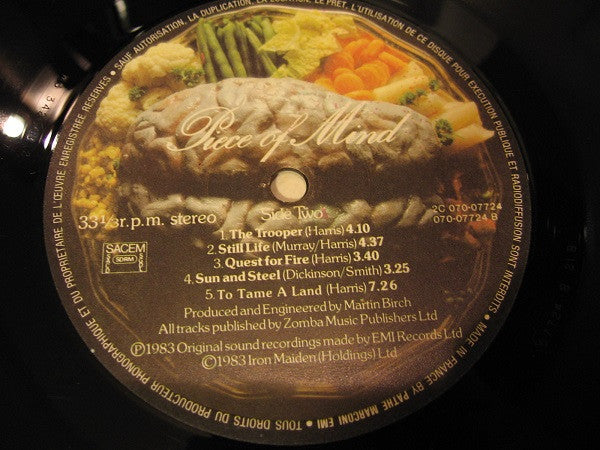 SAUF AUTORISATION, LA DUPLICATION, LA LOCATION, LE PRET, L'UTILISATION DE CE DISQUE POUR EXECUTION PUBLIQUE ET RADIODIFFUSION SONT INTERDITS • MADE IN FRANCE BY PATHE MARCONI EMI • TOUS DROITS DU PRODUCTEUR PHONOGRAPHIQUE ET DU PROPRIETAIRE DE L'ŒUVRE ENREGISTREE RESERVES •
Piece of Mind
33⅓ r.p.m. stereo
Side Two
2C 070-07724
070-07724 B
SACEM
SDRM
1. The Trooper (Harris) 4.10
2. Still Life (Murray/Harris) 4.37
3. Quest for Fire (Harris) 3.40
4. Sun and Steel (Dickinson/Smith) 3.25
5. To Tame A Land (Harris) 7.26
Produced and Engineered by Martin Birch
All tracks published by Zomba Music Publishers Ltd
℗1983 Original sound recordings made by EMI Records Ltd
©1983 Iron Maiden (Holdings) Ltd